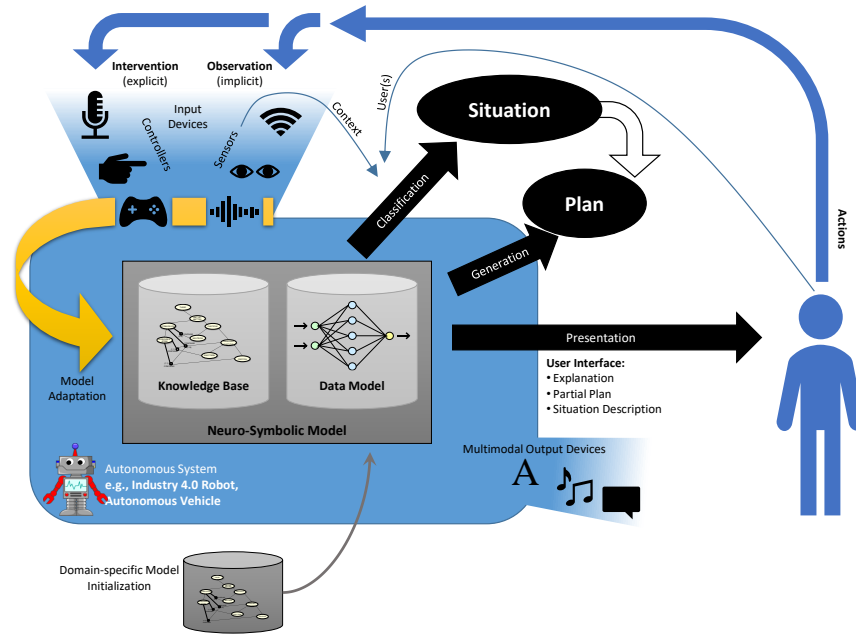 Intervention
(explicit)
Observation
(implicit)
Input
Devices
Controllers
Sensors
Context
User(s)
Situation
Plan
Classification
Generation
Actions
Presentation
User Interface:
• Explanation
• Partial Plan
• Situation Description
Knowledge Base
Data Model
Neuro-Symbolic Model
Model
Adaptation
Multimodal Output Devices
A
Autonomous System
e.g., Industry 4.0 Robot,
Autonomous Vehicle
Domain-specific Model
Initialization